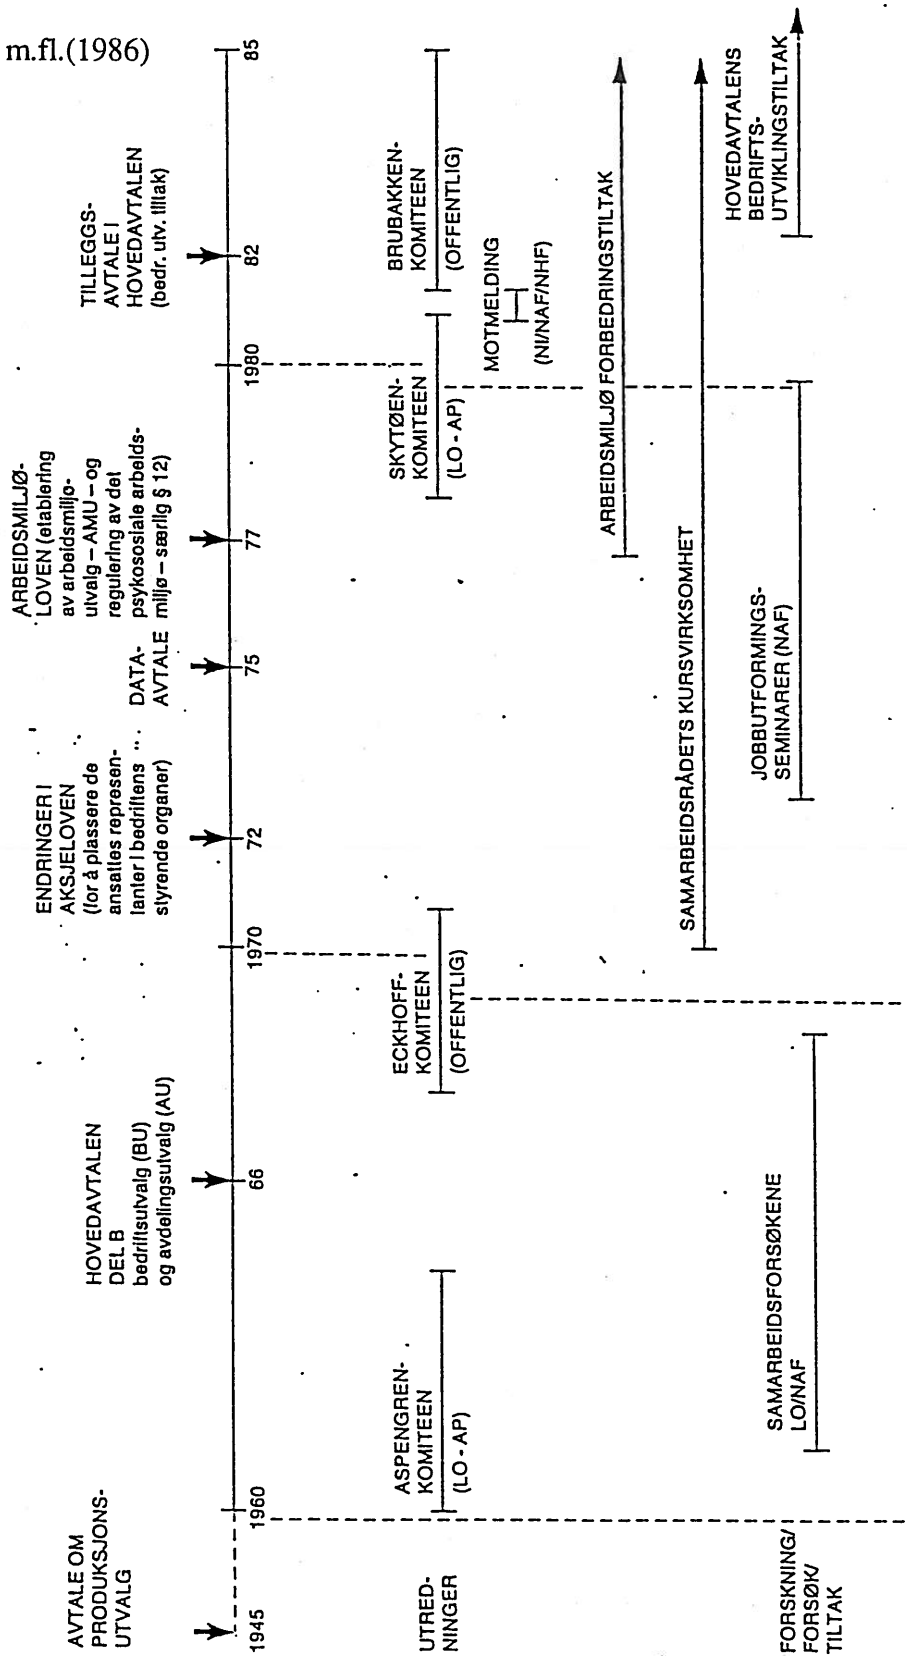 m.fl.(1986)
AVTALE OM
PRODUKSJONS-
UTVALG
HOVEDAVTALEN
DEL B
bedriftsutvalg (BU)
og avdelingsutvalg (AU)
ENDRINGER I
AKSJELOVEN
(for å plassere de
ansattes represen-
tanter i bedriftens
styrende organer)
DATA-
AVTALE
ARBEIDSMILJØ-
LOVEN (etablering
av arbeidsmiljø-
utvalg – AMU – og
regulering av det
psykososiale arbeids-
miljø – særlig § 12)
TILLEGGS-
AVTALE I
HOVEDAVTALEN
(bedr. utv. tiltak)
1945
1960
66
1970
72
75
77
1980
82
85
UTRED-
NINGER
ASPENGREN-
KOMITEEN
(LO - AP)
ECKHOFF-
KOMITEEN
(OFFENTLIG)
SKYTØEN-
KOMITEEN
(LO - AP)
BRUBAKKEN-
KOMITEEN
(OFFENTLIG)
MOTMELDING
(NI/NAF/NHF)
ARBEIDSMILJØ FORBEDRINGSTILTAK
SAMARBEIDSRÅDETS KURSVIRKSOMHET
FORSKNING/
FORSØK/
TILTAK
SAMARBEIDSFORSØKENE
LO/NAF
JOBBUTFORMINGS-
SEMINARER (NAF)
HOVEDAVTALENS
BEDRIFTS-
UTVIKLINGSTILTAK